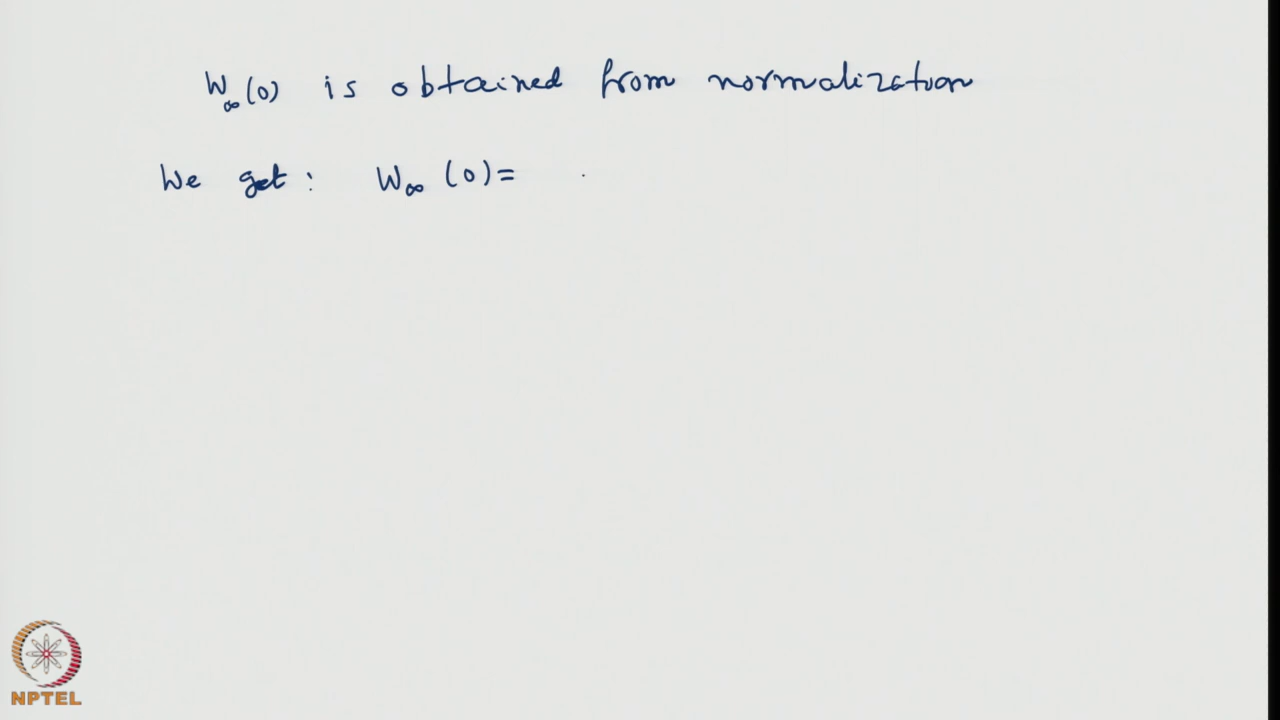 W∞(0) is obtained from normalization
We get: W∞(0)=
NPTEL